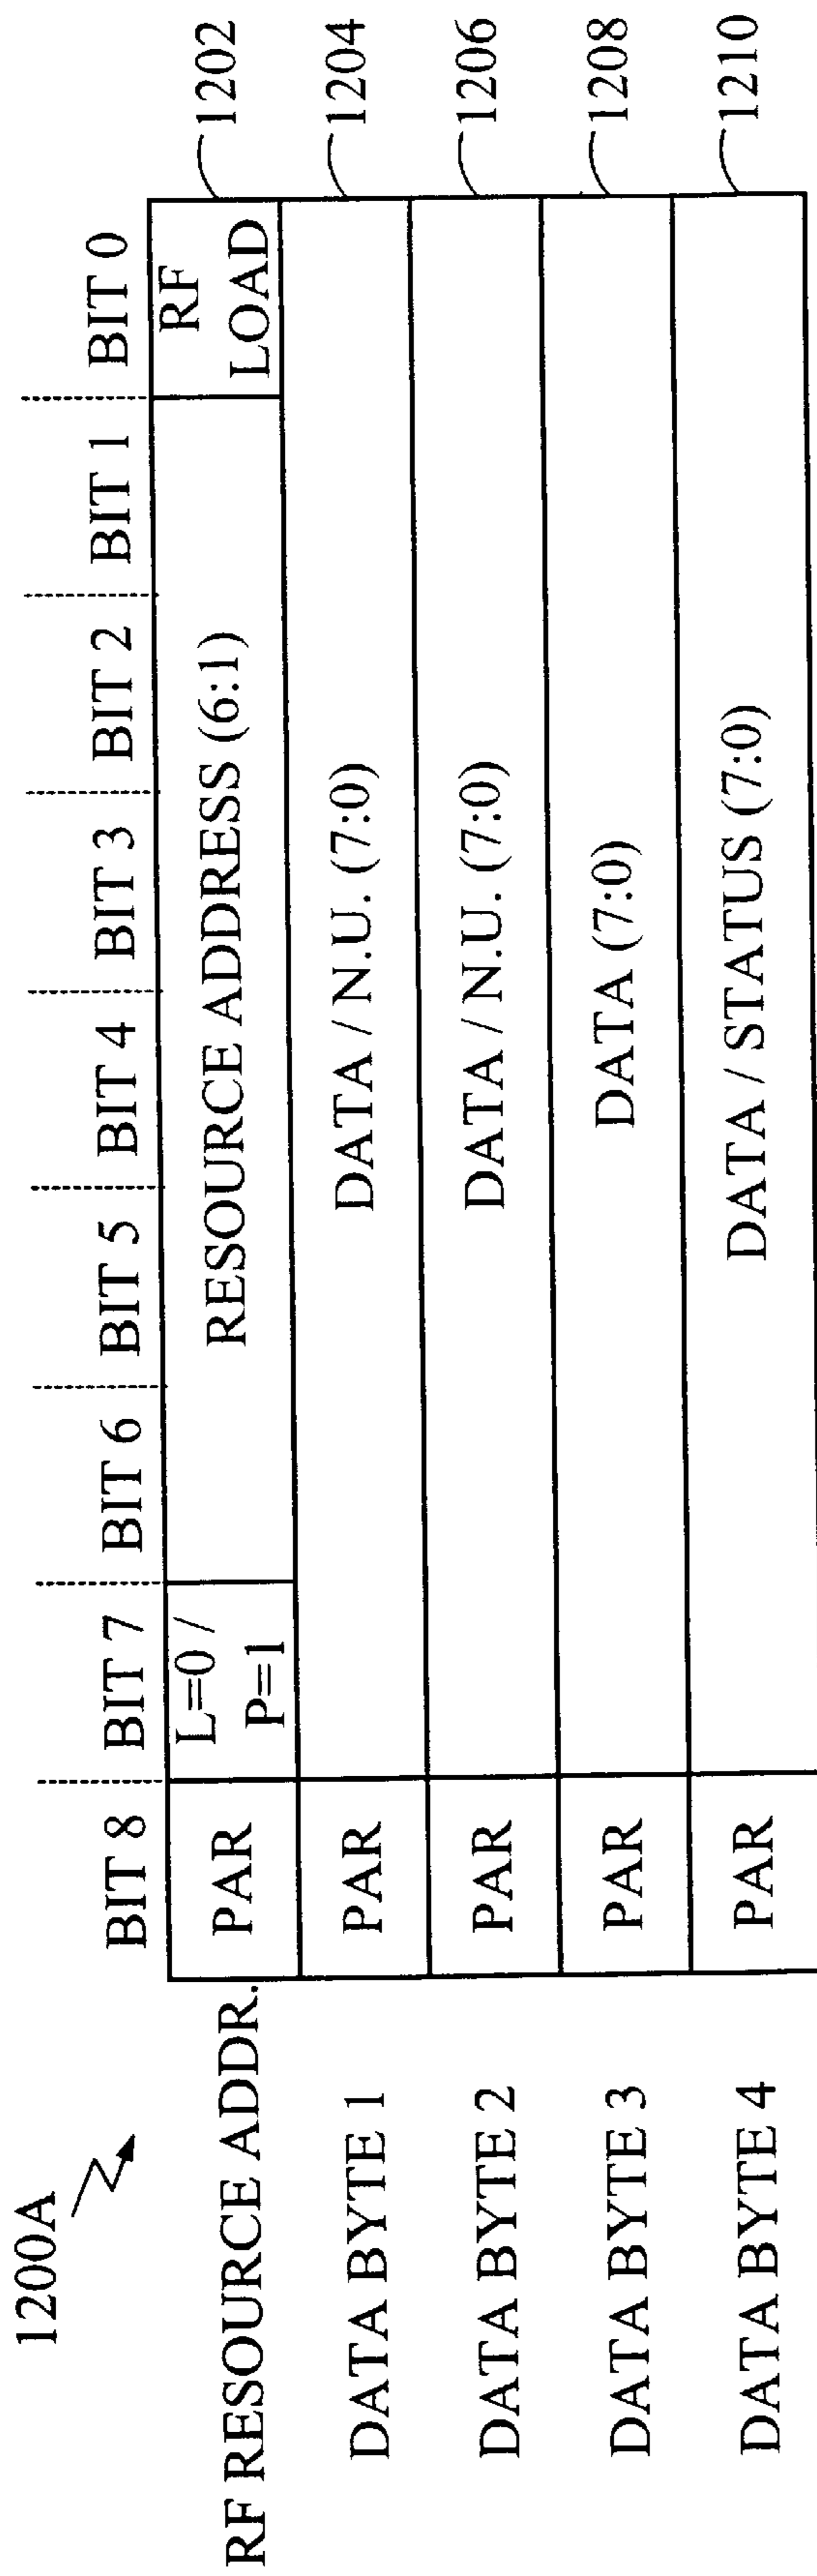 1200A
BIT 8 BIT 7 BIT 6 BIT 5 BIT 4 BIT 3 BIT 2 BIT 1 BIT 0
RF RESOURCE ADDR. PAR L=0 / P=1 RESOURCE ADDRESS (6:1) RF LOAD 1202
DATA BYTE 1 PAR DATA / N.U. (7:0) 1204
DATA BYTE 2 PAR DATA / N.U. (7:0) 1206
DATA BYTE 3 PAR DATA (7:0) 1208
DATA BYTE 4 PAR DATA / STATUS (7:0) 1210